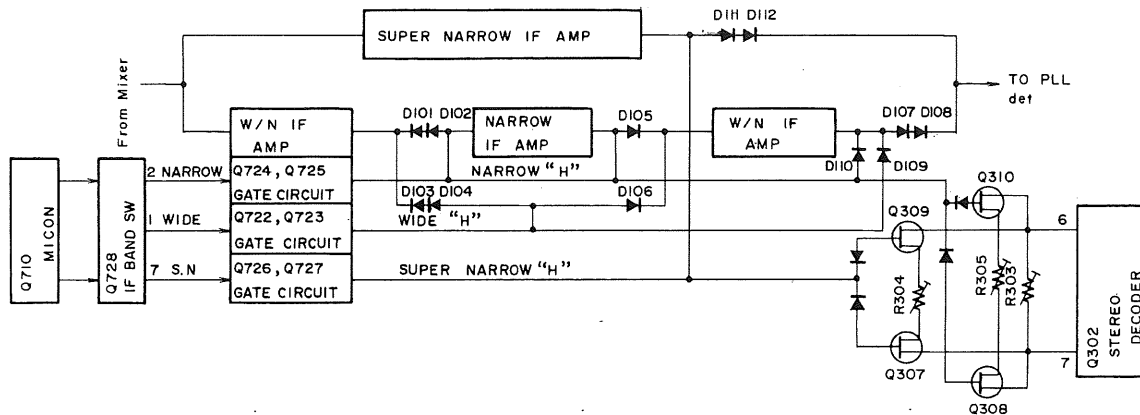 D111 D112
SUPER NARROW IF AMP
From Mixer
TO PLL
det
D101 D102
D105
D107 D108
W/N IF
AMP
NARROW
IF AMP
W/N IF
AMP
D110
D109
2 NARROW
Q724, Q725
GATE CIRCUIT
NARROW "H"
D103 D104
D106
Q310
1 WIDE
Q722, Q723
GATE CIRCUIT
WIDE "H"
Q309
6
Q710 MICON
Q728
IF BAND SW
7 S.N
Q726, Q727
GATE CIRCUIT
SUPER NARROW "H"
R304
R305
R303
Q302
STEREO
DECODER
Q307
7
Q308